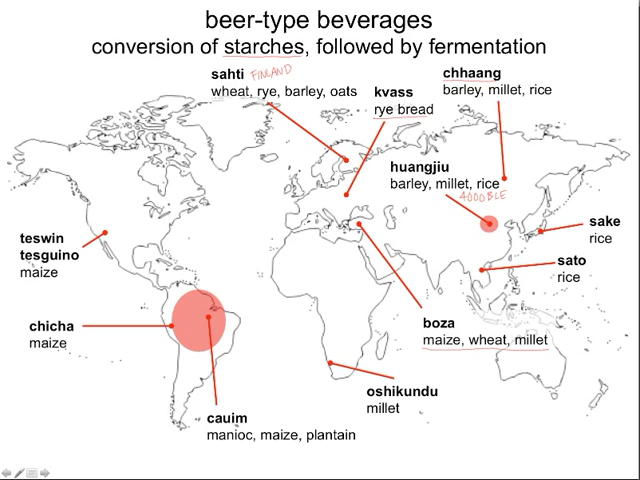 beer-type beverages
conversion of starches, followed by fermentation
sahti FINLAND
wheat, rye, barley, oats
kvass
rye bread
chhaang
barley, millet, rice
huangjiu
barley, millet, rice
4000BCE
teswin
tesguino
maize
sake
rice
sato
rice
chicha
maize
boza
maize, wheat, millet
oshikundu
millet
cauim
manioc, maize, plantain